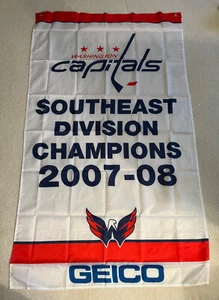 WASHINGTON
capitals
SOUTHEAST
DIVISION
CHAMPIONS
2007-08
GEICO